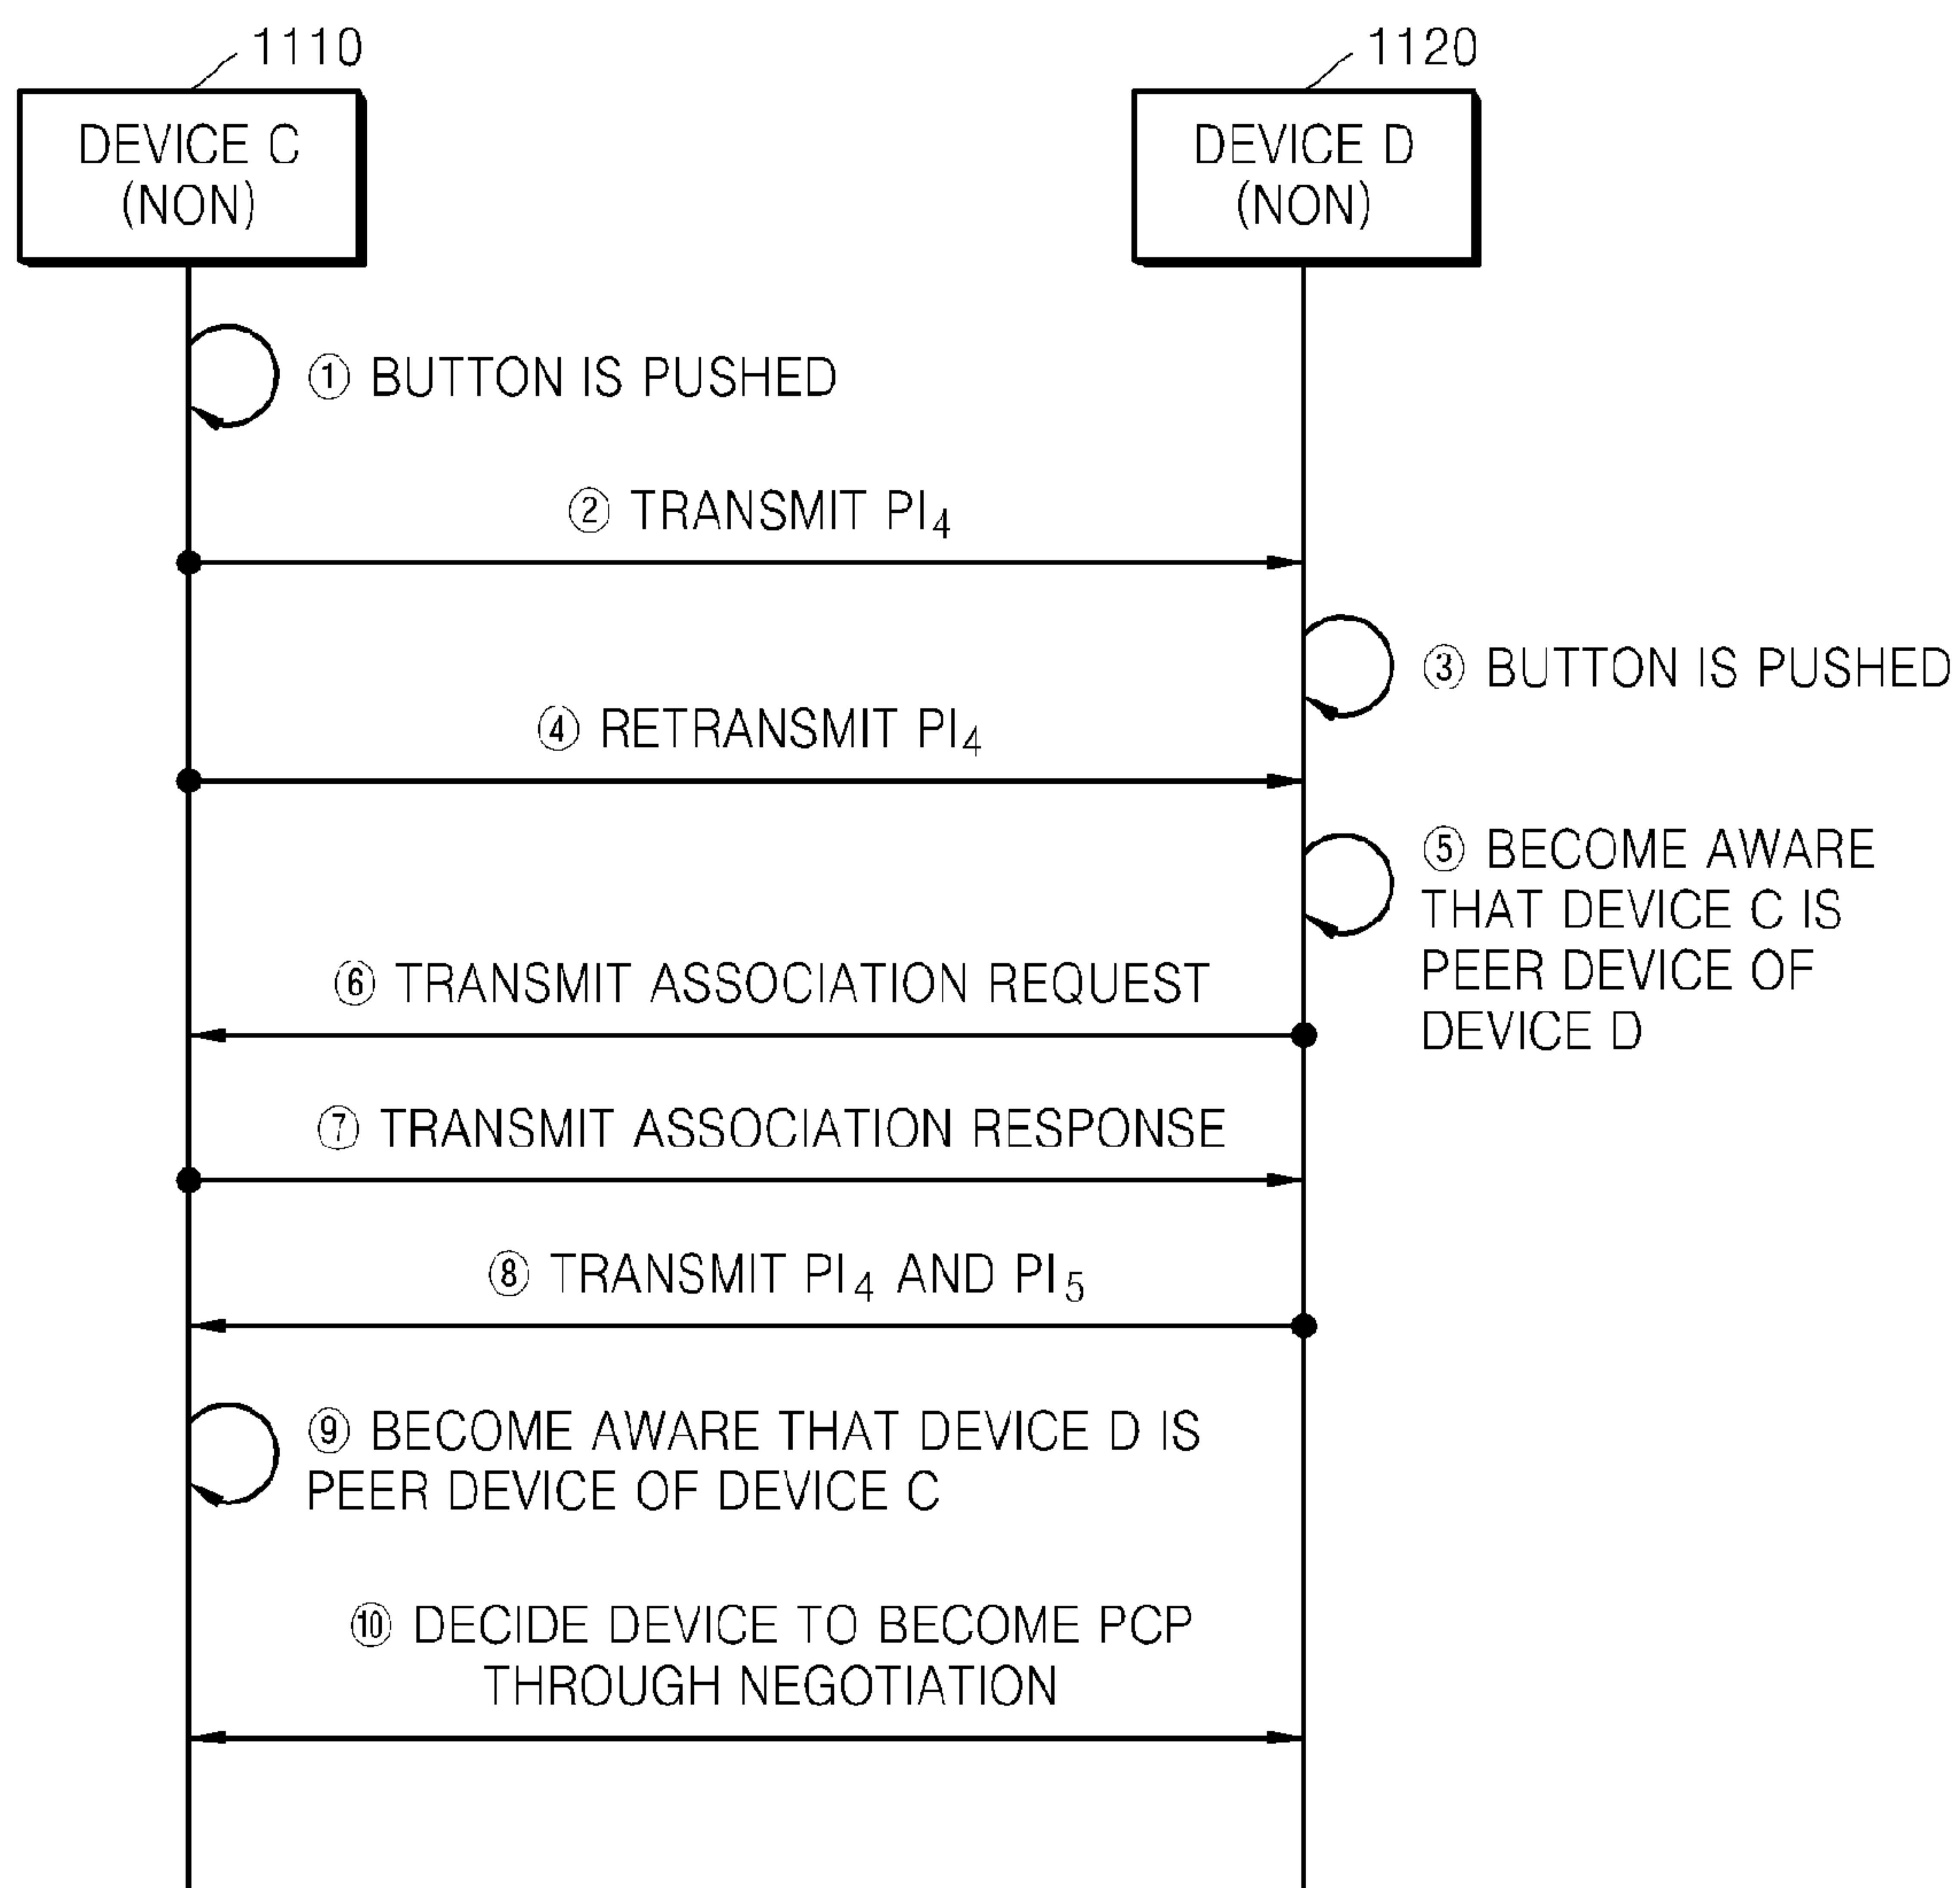 1110
1120
DEVICE C
(NON)
DEVICE D
(NON)
① BUTTON IS PUSHED
② TRANSMIT PI₄
③ BUTTON IS PUSHED
④ RETRANSMIT PI₄
⑤ BECOME AWARE
THAT DEVICE C IS
PEER DEVICE OF
DEVICE D
⑥ TRANSMIT ASSOCIATION REQUEST
⑦ TRANSMIT ASSOCIATION RESPONSE
⑧ TRANSMIT PI₄ AND PI₅
⑨ BECOME AWARE THAT DEVICE D IS
PEER DEVICE OF DEVICE C
⑩ DECIDE DEVICE TO BECOME PCP
THROUGH NEGOTIATION